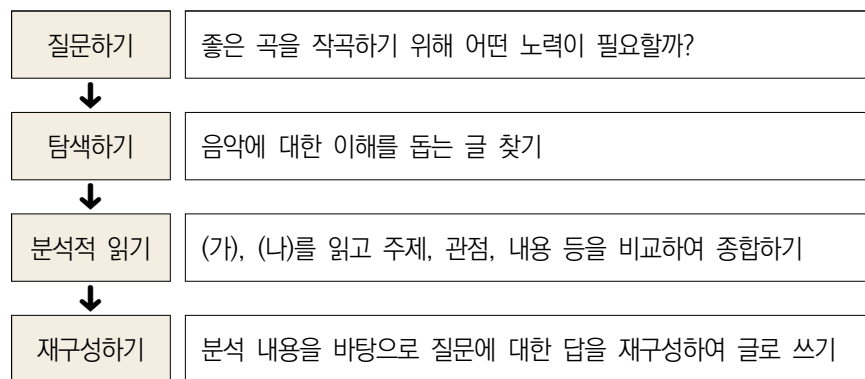 질문하기 좋은 곡을 작곡하기 위해 어떤 노력이 필요할까?
탐색하기 음악에 대한 이해를 돕는 글 찾기
분석적 읽기 (가), (나)를 읽고 주제, 관점, 내용 등을 비교하여 종합하기
재구성하기 분석 내용을 바탕으로 질문에 대한 답을 재구성하여 글로 쓰기